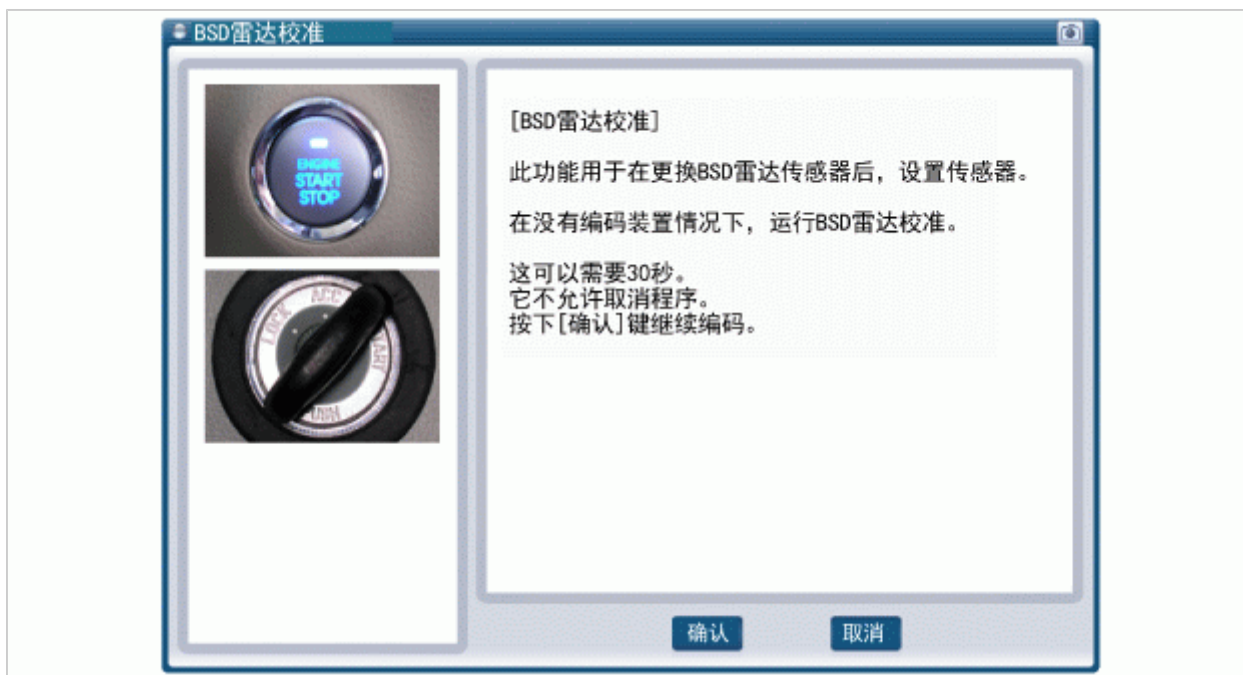 BSD雷达校准
ENGINE
START
STOP
LOCK
ACC
PUSH
[BSD雷达校准]
此功能用于在更换BSD雷达传感器后，设置传感器。
在没有编码装置情况下，运行BSD雷达校准。
这可以需要30秒。
它不允许取消程序。
按下[确认]键继续编码。
确认
取消